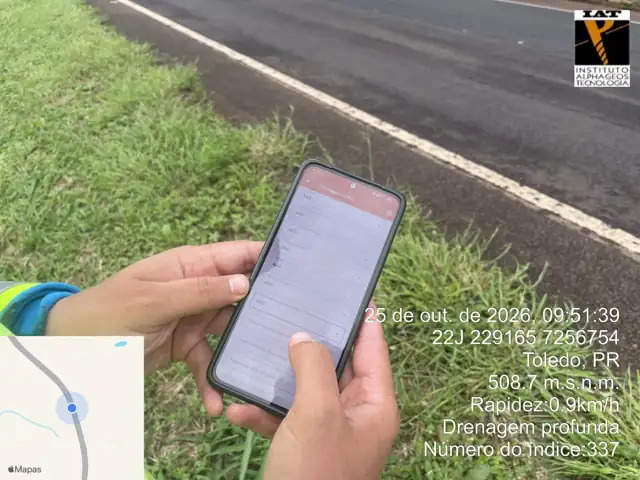 IAT
INSTITUTO
ALPHAGEOS
TECNOLOGIA
25 de out. de 2026, 09:51:39
22J 229165 7256754
Toledo, PR
508.7 m.s.n.m.
Rapidez:0.9km/h
Drenagem profunda
Número do índice:337
Mapas